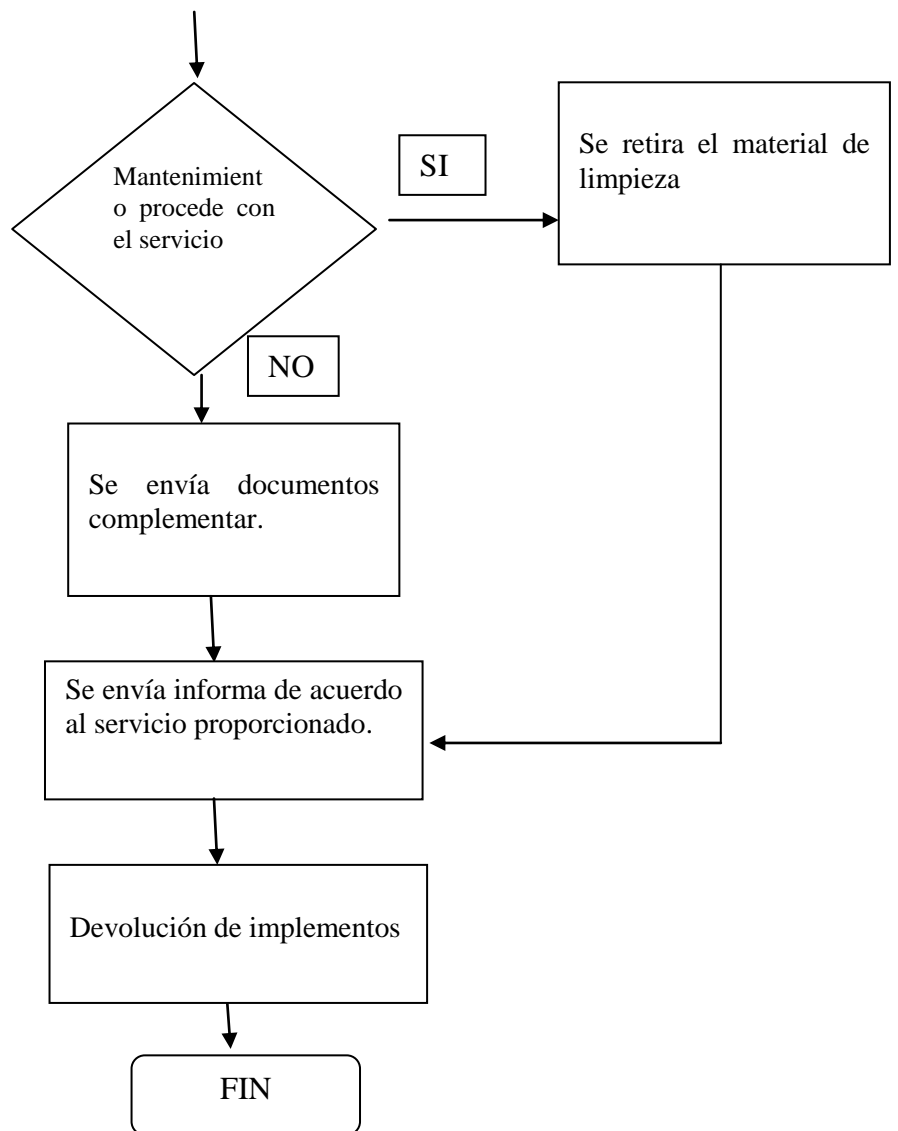 Mantenimient
o procede con
el servicio
SI
Se retira el material de
limpieza
NO
Se envía documentos
complementar.
Se envía informa de acuerdo
al servicio proporcionado.
Devolución de implementos
FIN